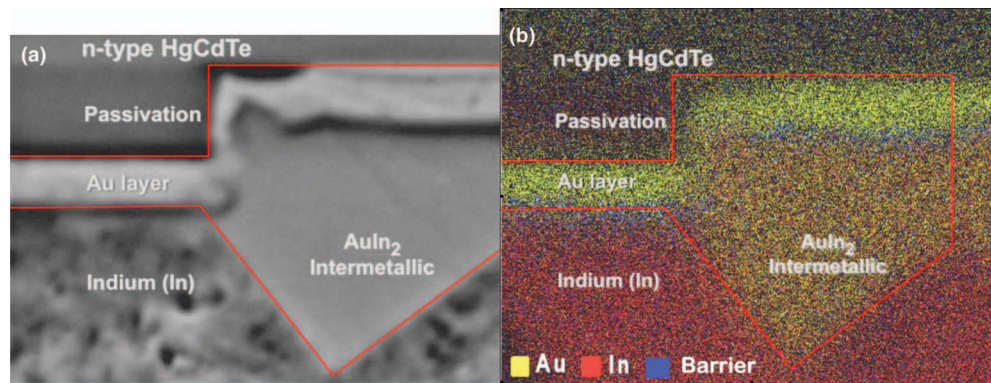 (a)
n-type HgCdTe
Passivation
Au layer
AuIn₂
Intermetallic
Indium (In)
(b)
n-type HgCdTe
Passivation
Au layer
AuIn₂
Intermetallic
Indium (In)
Au In Barrier